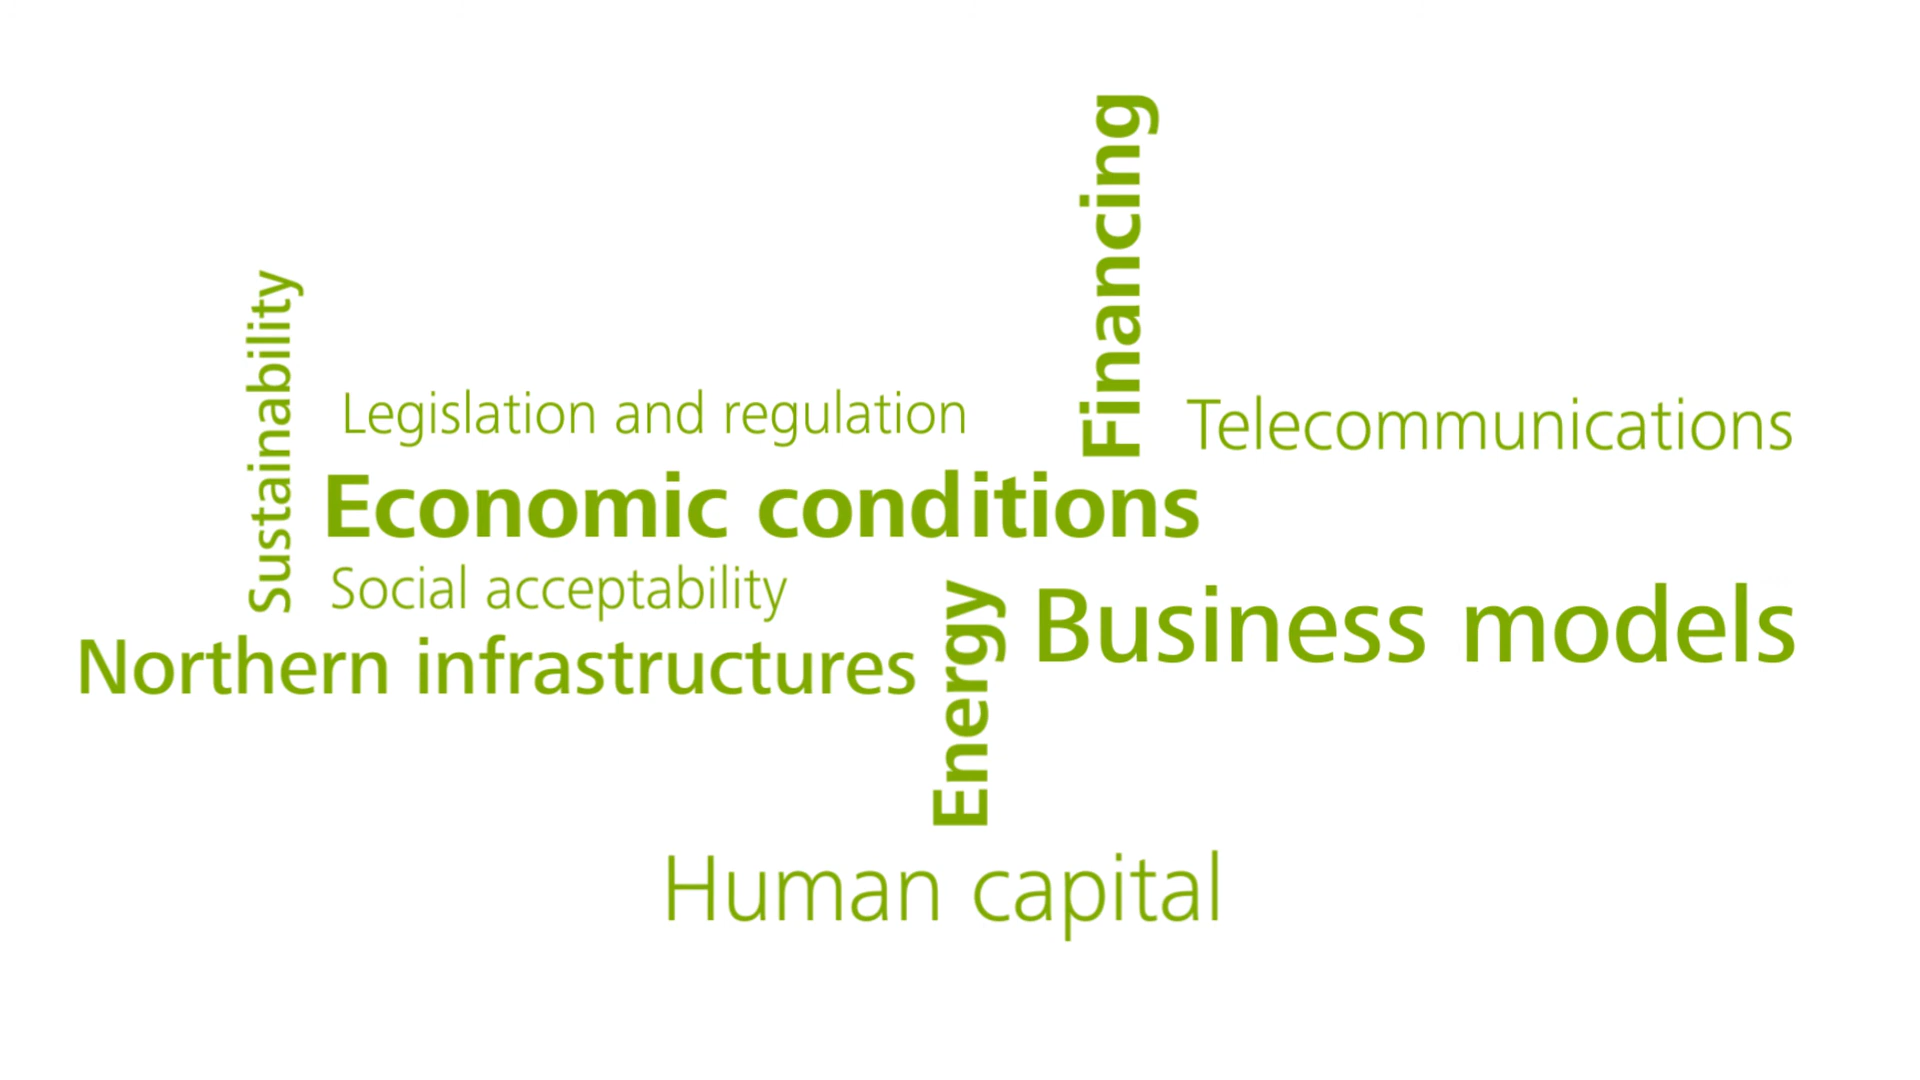 Financing
Sustainability
Legislation and regulation
Telecommunications
Economic conditions
Social acceptability
Business models
Northern infrastructures
Energy
Human capital